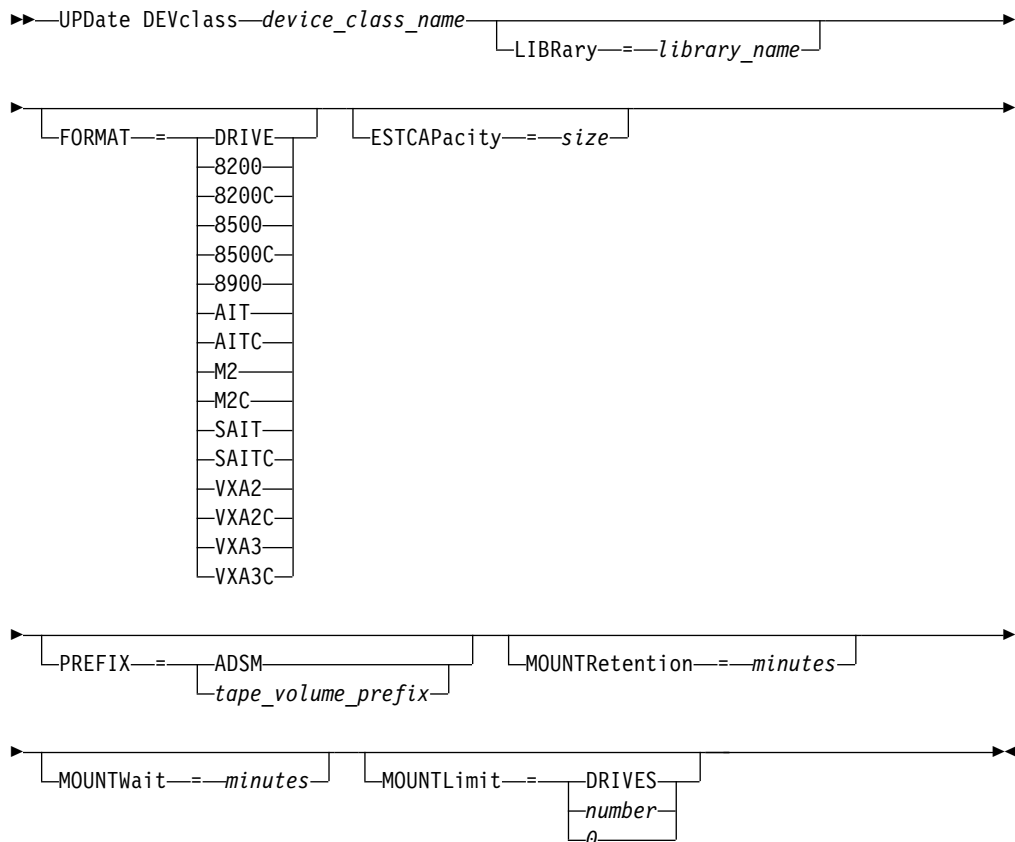 UPDate DEVclass device_class_name
LIBRary = library_name
FORMAT = DRIVE ESTCAPacity = size
8200
8200C
8500
8500C
8900
AIT
AITC
M2
M2C
SAIT
SAITC
VXA2
VXA2C
VXA3
VXA3C
PREFIX = ADSM MOUNTRetention = minutes
tape_volume_prefix
MOUNTWait = minutes MOUNTLimit = DRIVES
number
0